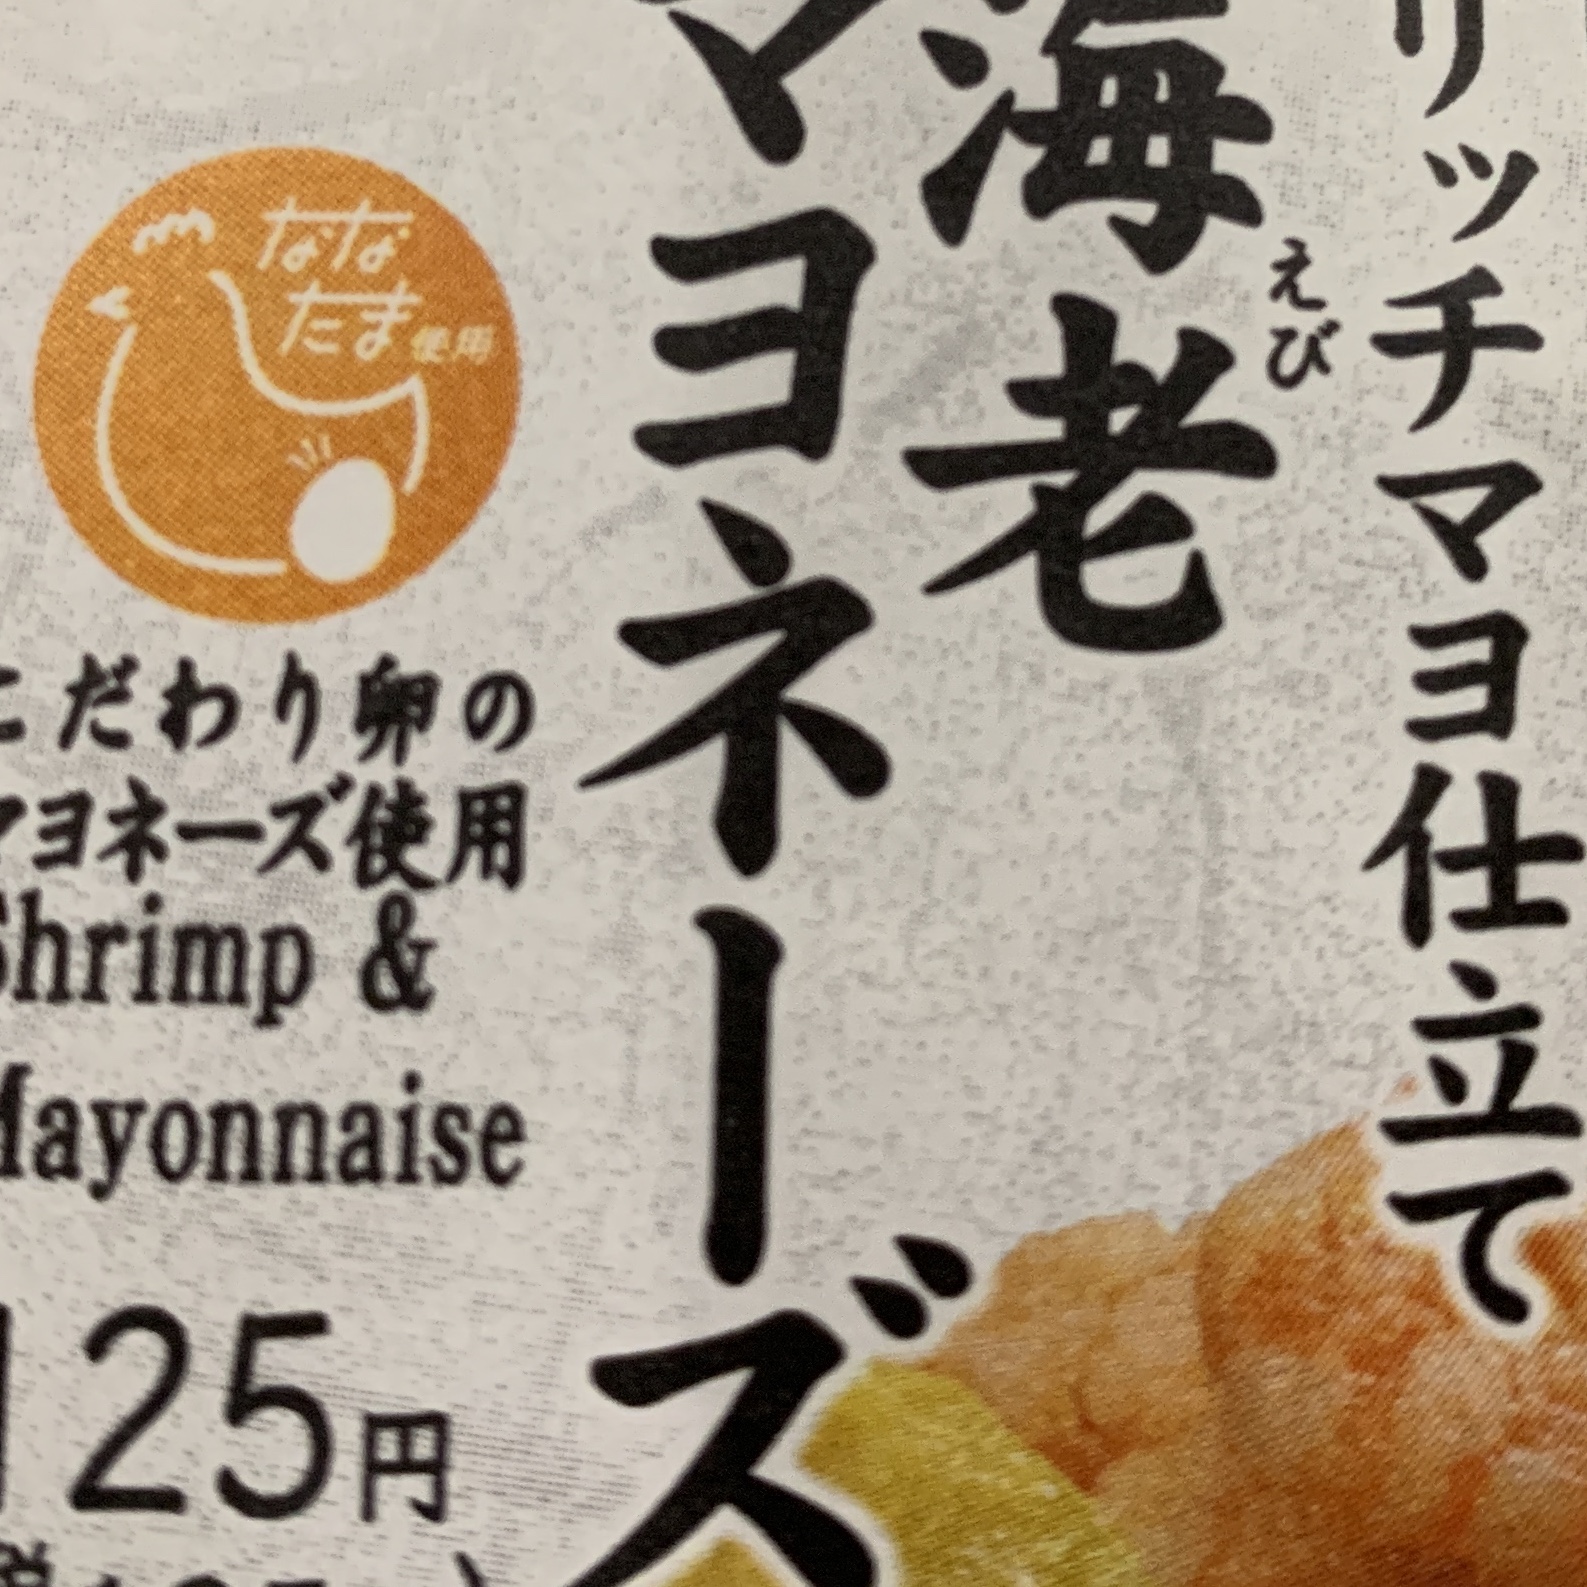 リッチマヨ仕立て
海老
えび
マヨネーズ
なな
たま使用
こだわり卵の
マヨネーズ使用
Shrimp &
Mayonnaise
125円